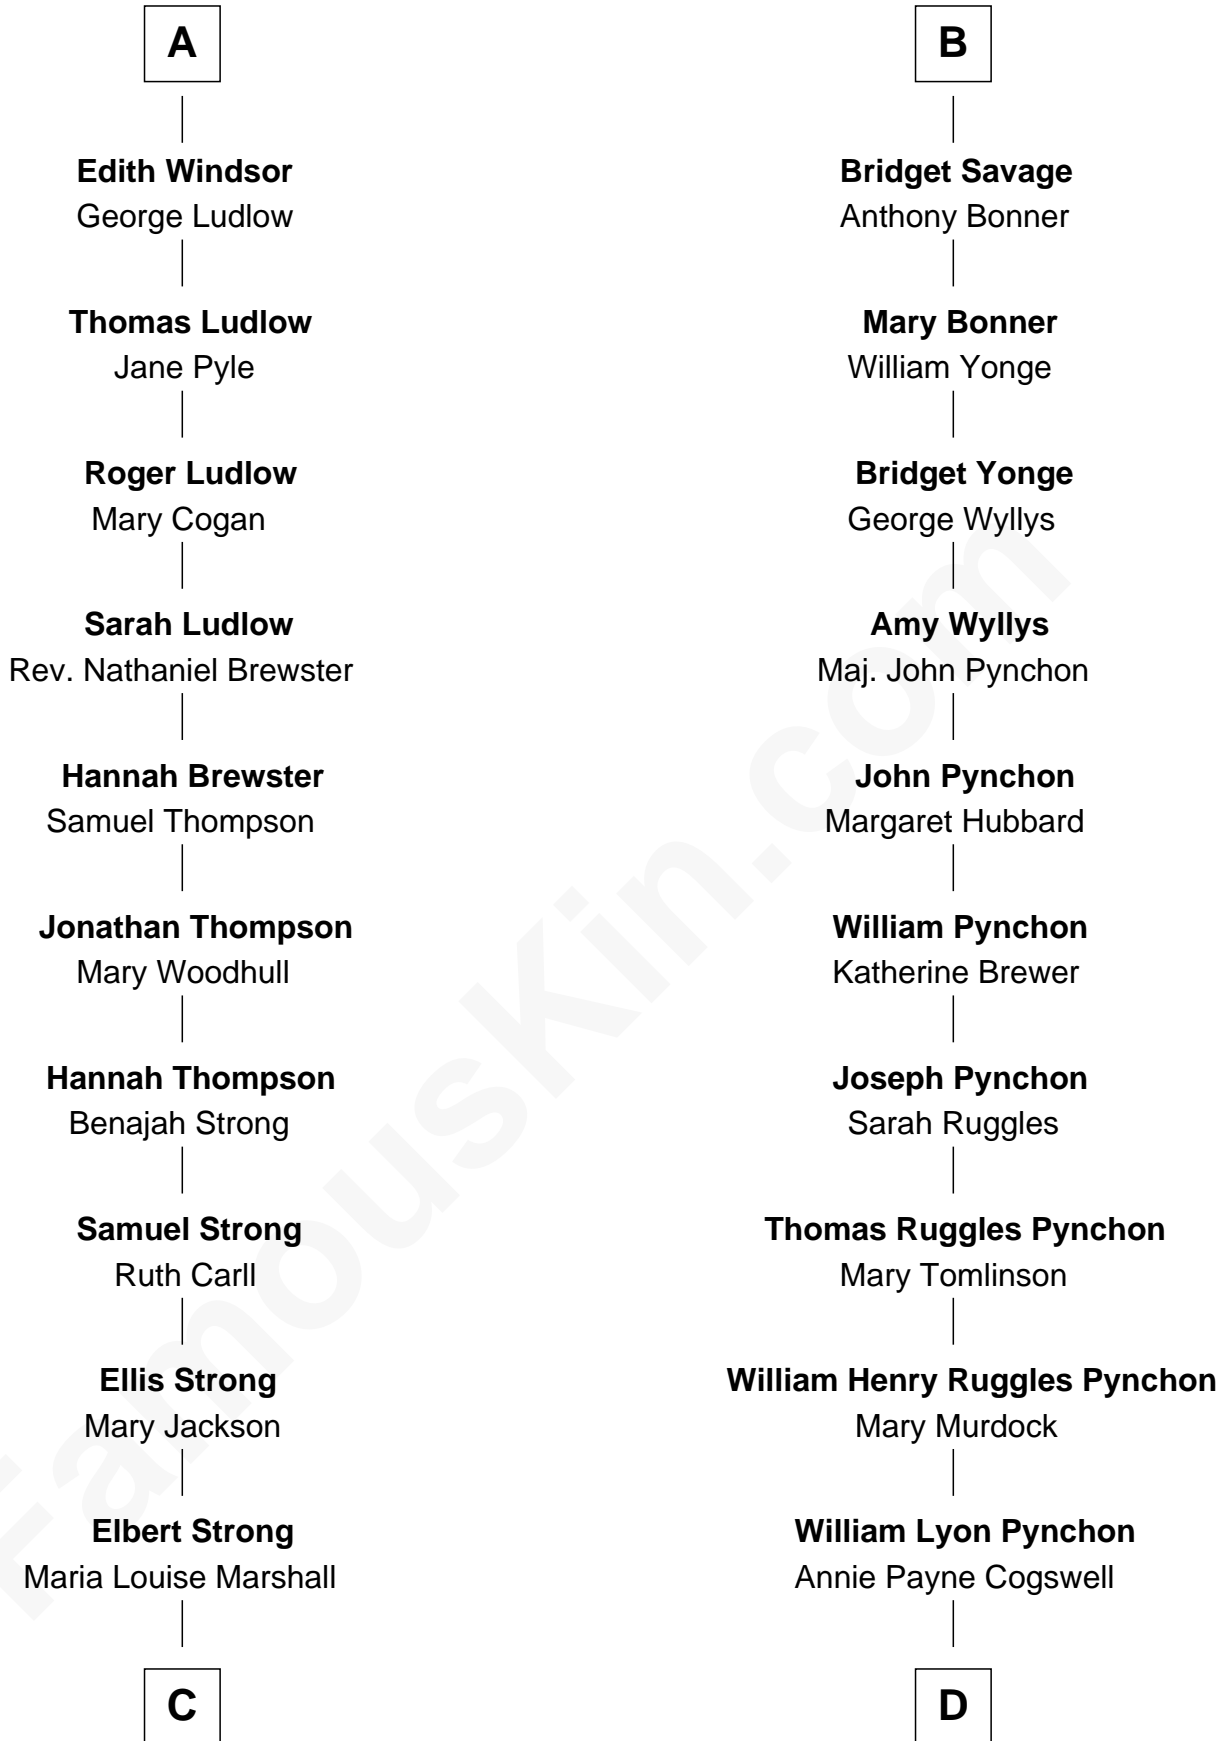 A
Edith Windsor
George Ludlow
Thomas Ludlow
Jane Pyle
Roger Ludlow
Mary Cogan
Sarah Ludlow
Rev. Nathaniel Brewster
Hannah Brewster
Samuel Thompson
Jonathan Thompson
Mary Woodhull
Hannah Thompson
Benajah Strong
Samuel Strong
Ruth Carll
Ellis Strong
Mary Jackson
Elbert Strong
Maria Louise Marshall
C
B
Bridget Savage
Anthony Bonner
Mary Bonner
William Yonge
Bridget Yonge
George Wyllys
Amy Wyllys
Maj. John Pynchon
John Pynchon
Margaret Hubbard
William Pynchon
Katherine Brewer
Joseph Pynchon
Sarah Ruggles
Thomas Ruggles Pynchon
Mary Tomlinson
William Henry Ruggles Pynchon
Mary Murdock
William Lyon Pynchon
Annie Payne Cogswell
D
FamousKin.com